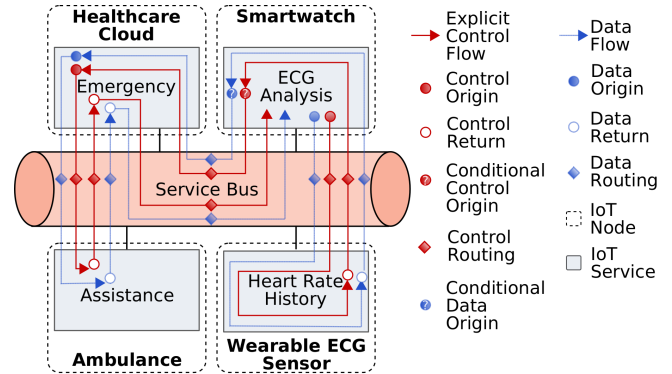 Healthcare
Cloud
Smartwatch
Emergency
ECG
Analysis
?
?
Service Bus
Assistance
Heart Rate
History
Ambulance
Wearable ECG
Sensor
Explicit
Control
Flow
Control
Origin
Control
Return
?
Conditional
Control
Origin
Control
Routing
?
Conditional
Data
Origin
Data
Flow
Data
Origin
Data
Return
Data
Routing
IoT
Node
IoT
Service